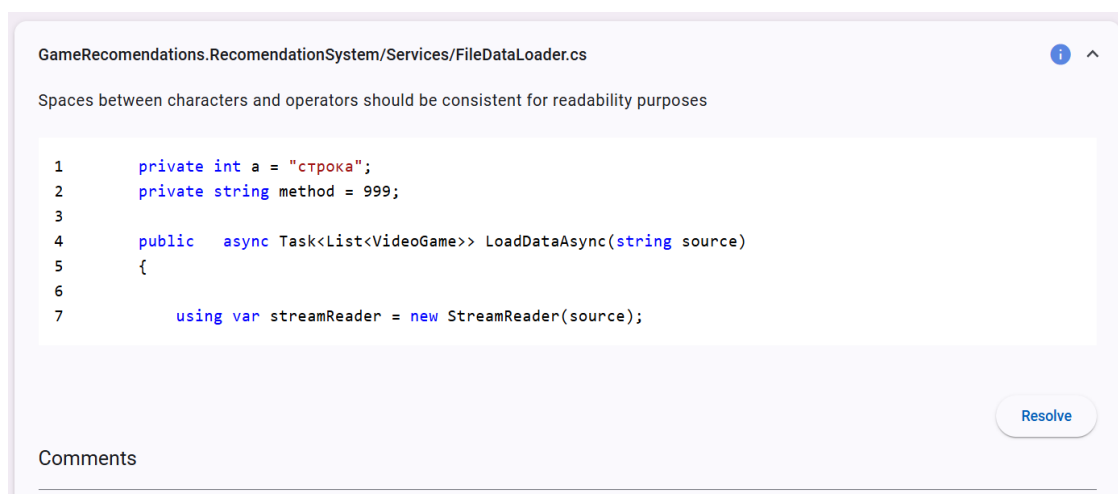 GameRecomendations.RecomendationSystem/Services/FileDataLoader.cs
Spaces between characters and operators should be consistent for readability purposes
1 private int a = "строка";
2 private string method = 999;
3
4 public   async Task<List<VideoGame>> LoadDataAsync(string source)
5 {
6
7 using var streamReader = new StreamReader(source);
Resolve
Comments